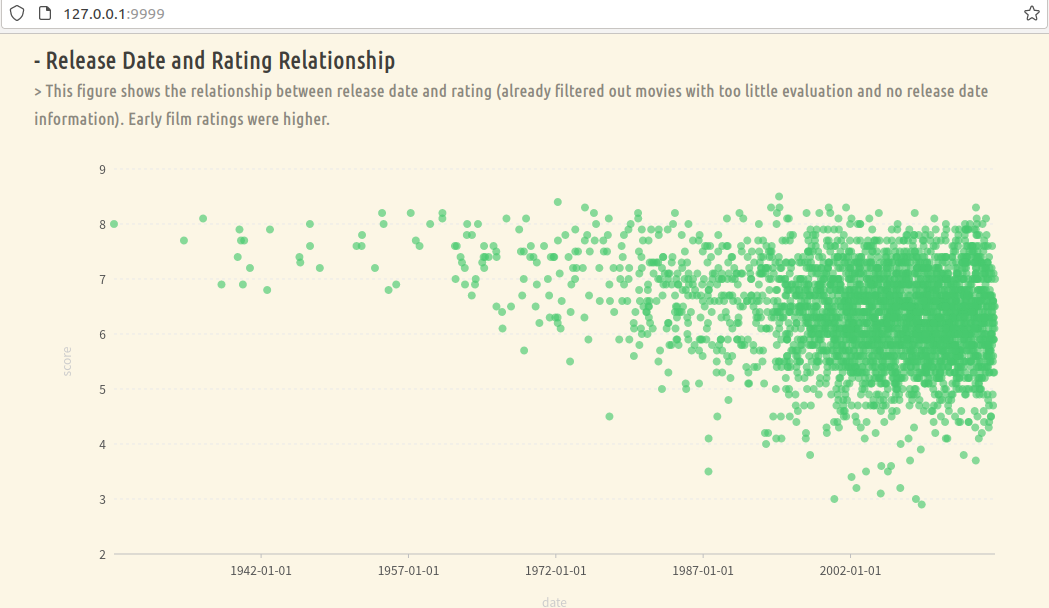 127.0.0.1:9999
- Release Date and Rating Relationship
> This figure shows the relationship between release date and rating (already filtered out movies with too little evaluation and no release date
information). Early film ratings were higher.
9
8
7
6
score
5
4
3
2
1942-01-01 1957-01-01 1972-01-01 1987-01-01 2002-01-01
date